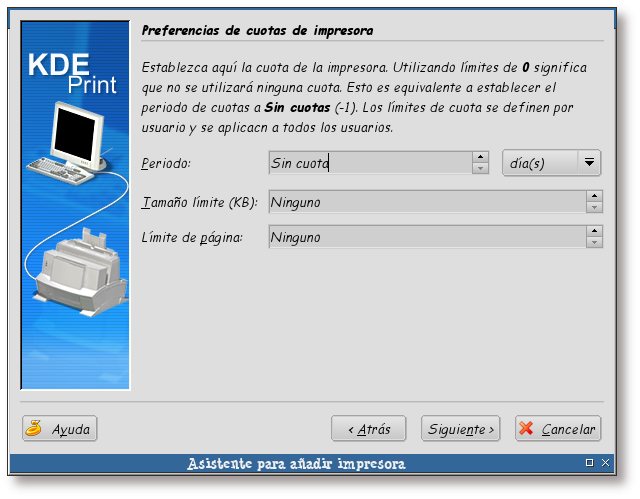 Preferencias de cuotas de impresora
KDE
Print
Establezca aquí la cuota de la impresora. Utilizando límites de 0 significa
que no se utilizará ninguna cuota. Esto es equivalente a establecer el
periodo de cuotas a Sin cuotas (-1). Los límites de cuota se definen por
usuario y se aplicacn a todos los usuarios.
Periodo: Sin cuota día(s)
Tamaño límite (KB): Ninguno
Límite de página: Ninguno
Ayuda < Atrás Siguiente > Cancelar
Asistente para añadir impresora